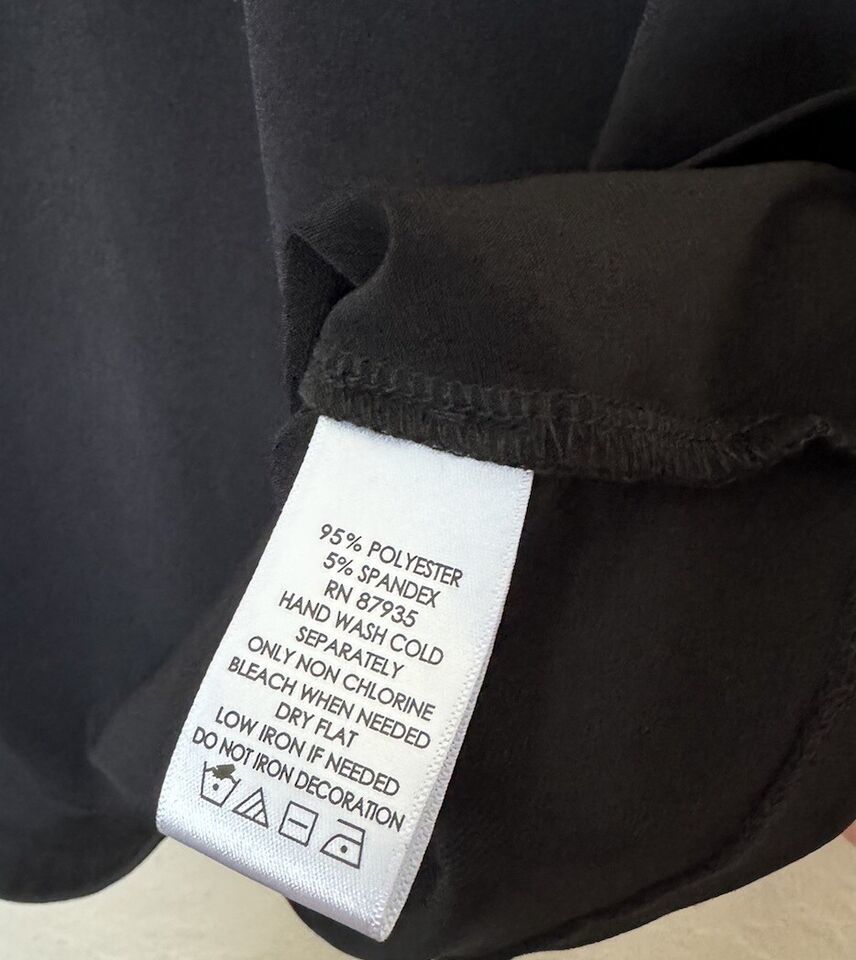 95% POLYESTER
5% SPANDEX
RN 87935
HAND WASH COLD
SEPARATELY
ONLY NON CHLORINE
BLEACH WHEN NEEDED
DRY FLAT
LOW IRON IF NEEDED
DO NOT IRON DECORATION